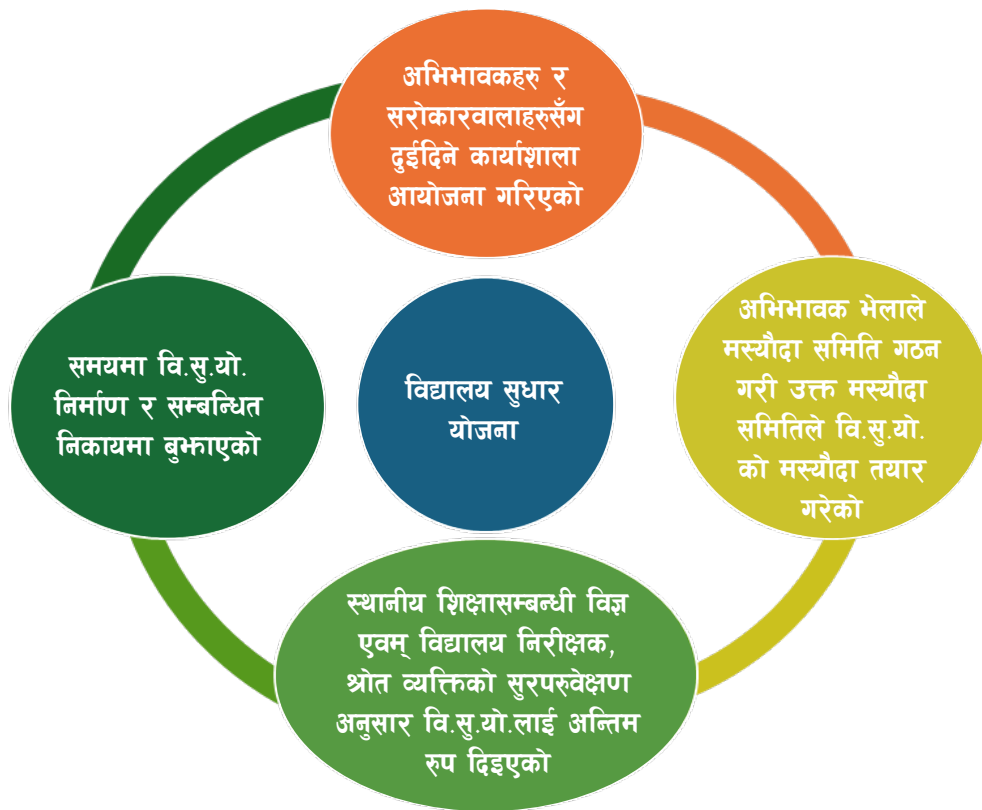 अभिभावकहरु र
सरोकारवालाहरुसँग
दुईदिने कार्याशाला
आयोजना गरिएको
अभिभावक भेलाले
मस्यौदा समिति गठन
गरी उक्त मस्यौदा
समितिले वि.सु.यो.
को मस्यौदा तयार
गरेको
स्थानीय शिक्षासम्बन्धी विज्ञ
एवम् विद्यालय निरीक्षक,
श्रोत व्यक्तिको सुरपरुवेक्षण
अनुसार वि.सु.यो.लाई अन्तिम
रुप दिइएको
समयमा वि.सु.यो.
निर्माण र सम्बन्धित
निकायमा बुझाएको
विद्यालय सुधार
योजना